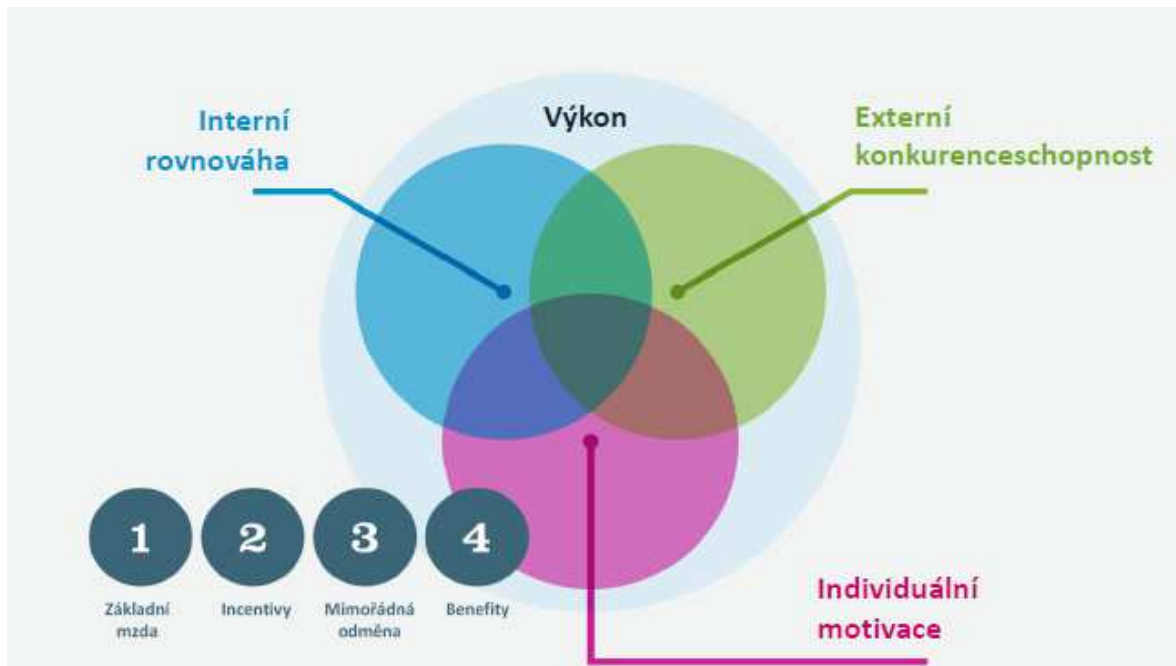 Výkon
Interní
rovnováha
Externí
konkurenceschopnost
1
2
3
4
Základní
mzda
Incentivy
Mimořádná
odměna
Benefity
Individuální
motivace